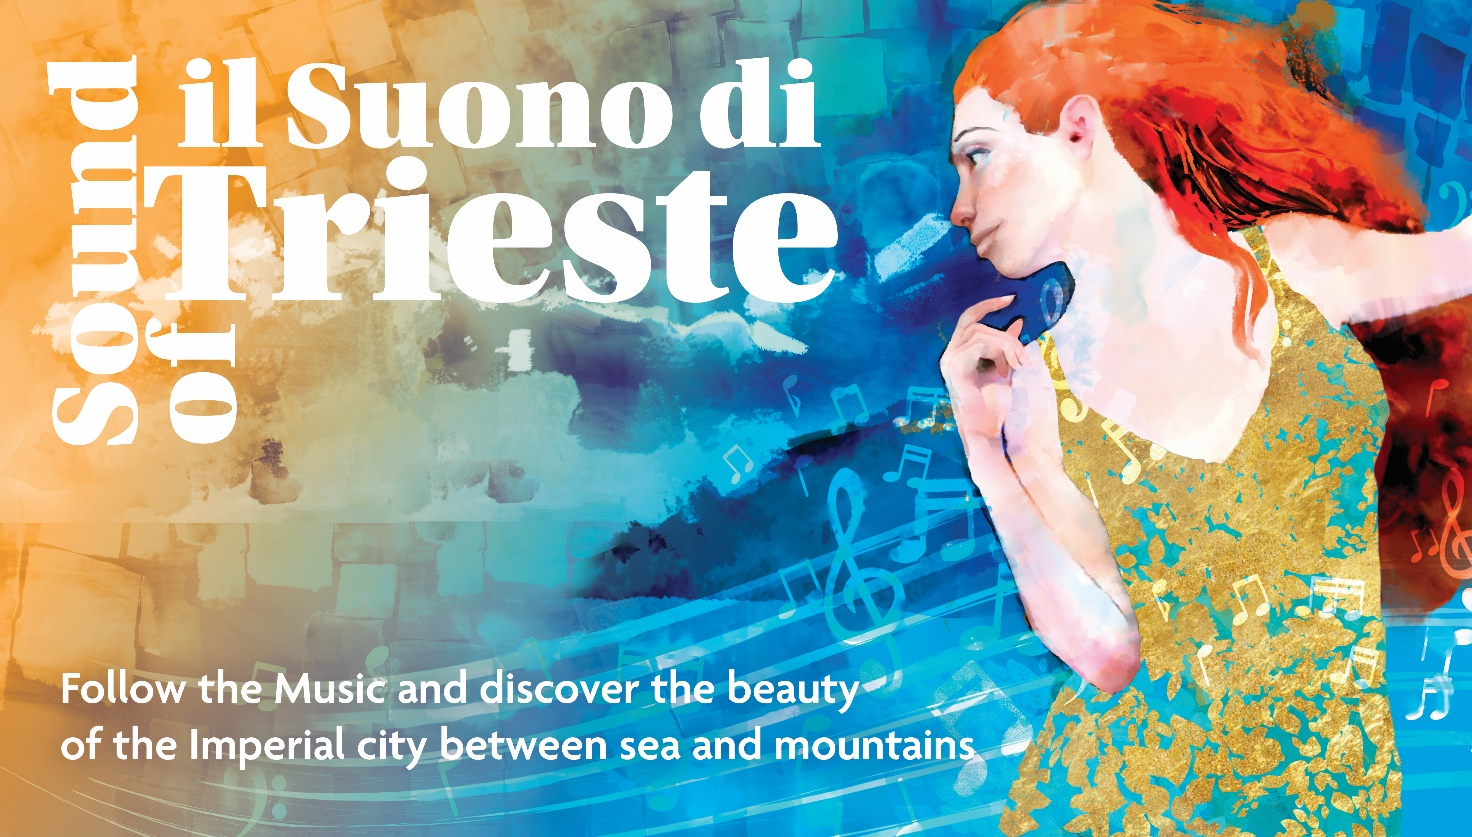 Sound
of
il Suono di
Trieste
Follow the Music and discover the beauty
of the Imperial city between sea and mountains